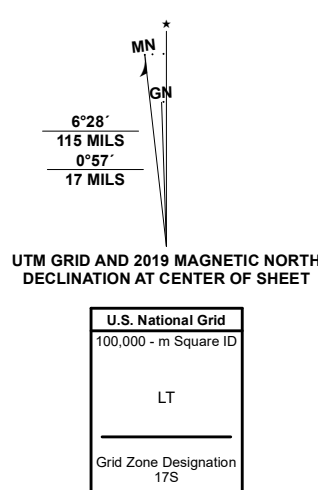 MN
GN
6°28´
115 MILS
0°57´
17 MILS
UTM GRID AND 2019 MAGNETIC NORTH
DECLINATION AT CENTER OF SHEET
U.S. National Grid
100,000 - m Square ID
LT
Grid Zone Designation
17S